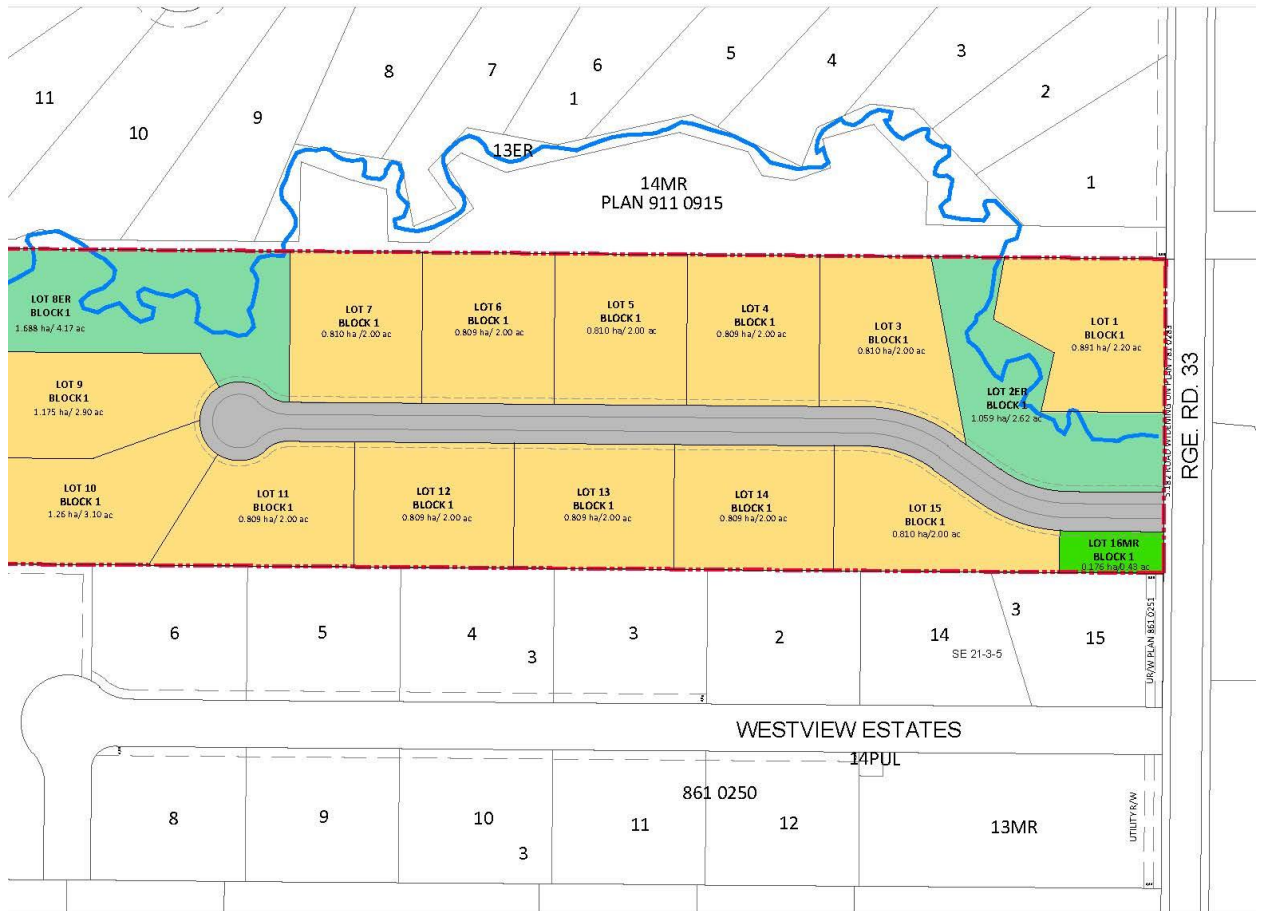 11
10
9
8
7
6
1
5
4
3
2
1
13ER
14MR
PLAN 911 0915
LOT 8ER
BLOCK 1
1.688 ha/ 4.17 ac
LOT 7
BLOCK 1
0.810 ha/2.00 ac
LOT 6
BLOCK 1
0.809 ha/ 2.00 ac
LOT 5
BLOCK 1
0.810 ha/2.00 ac
LOT 4
BLOCK 1
0.809 ha/ 2.00 ac
LOT 3
BLOCK 1
0.810 ha/2.00 ac
LOT 1
BLOCK 1
0.891 ha/ 2.20 ac
LOT 2ER
BLOCK 1
1.059 ha/ 2.62 ac
5.182 ROAD WIDENING ON PLAN 781 0283
RGE. RD. 33
LOT 9
BLOCK 1
1.175 ha/ 2.90 ac
LOT 10
BLOCK 1
1.26 ha/ 3.10 ac
LOT 11
BLOCK 1
0.809 ha/ 2.00 ac
LOT 12
BLOCK 1
0.809 ha/ 2.00 ac
LOT 13
BLOCK 1
0.809 ha/ 2.00 ac
LOT 14
BLOCK 1
0.809 ha/ 2.00 ac
LOT 15
BLOCK 1
0.810 ha/2.00 ac
LOT 16MR
BLOCK 1
0.176 ha/0.43 ac
6
5
4
3
3
2
14
SE 21-3-5
3
15
UR/W PLAN 861 0251
WESTVIEW ESTATES
14PUL
861 0250
8
9
10
3
11
12
13MR
UTILITY R/W